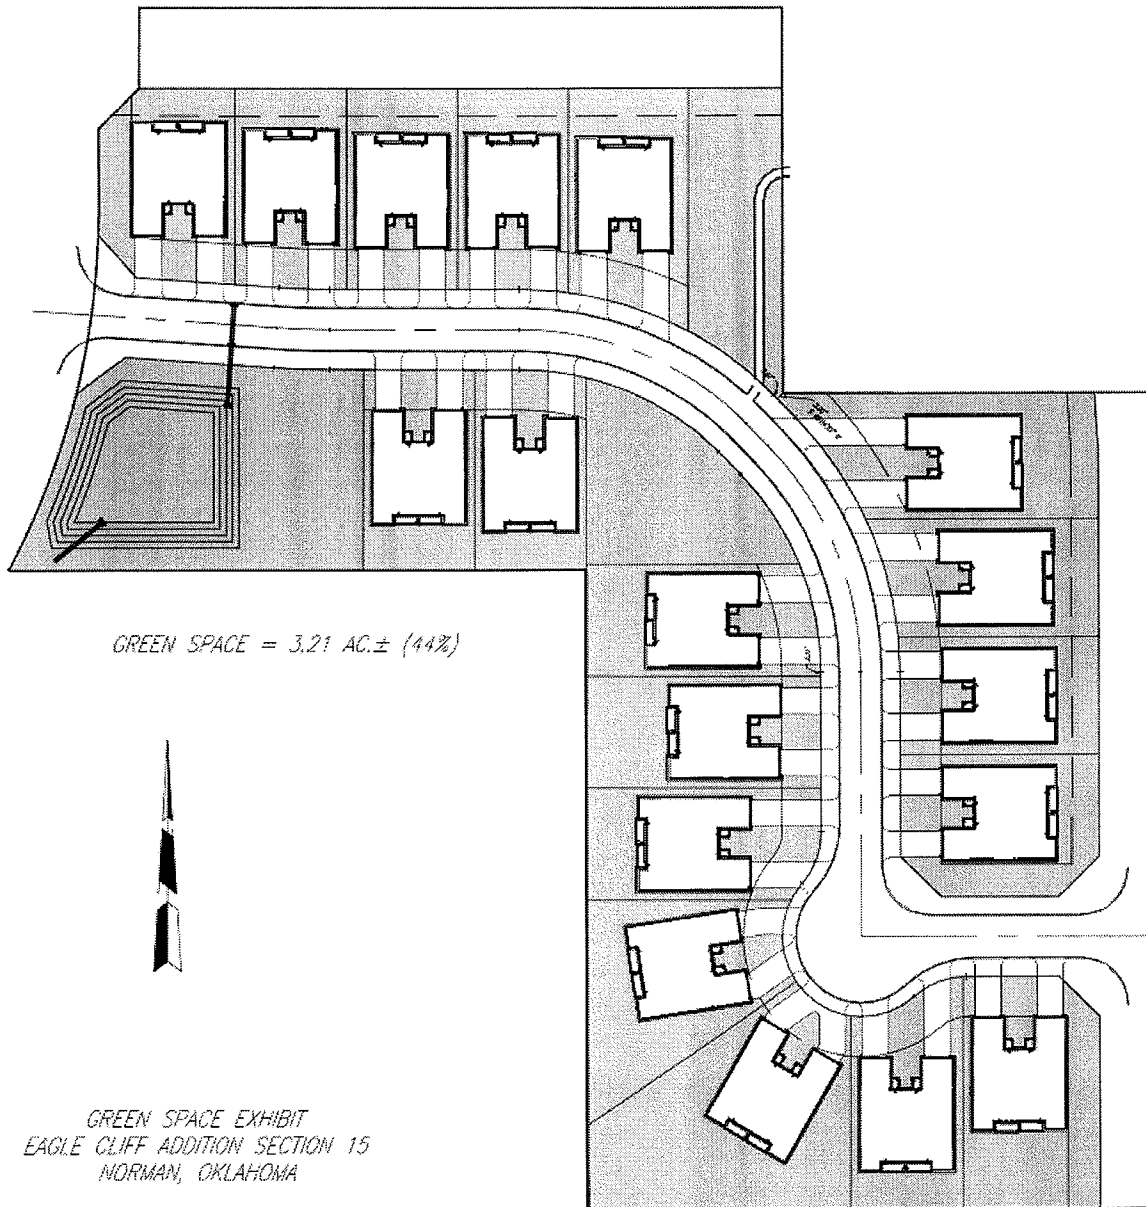 GREEN SPACE = 3.21 AC.± (44%)
GREEN SPACE EXHIBIT
EAGLE CLIFF ADDITION SECTION 15
NORMAN, OKLAHOMA